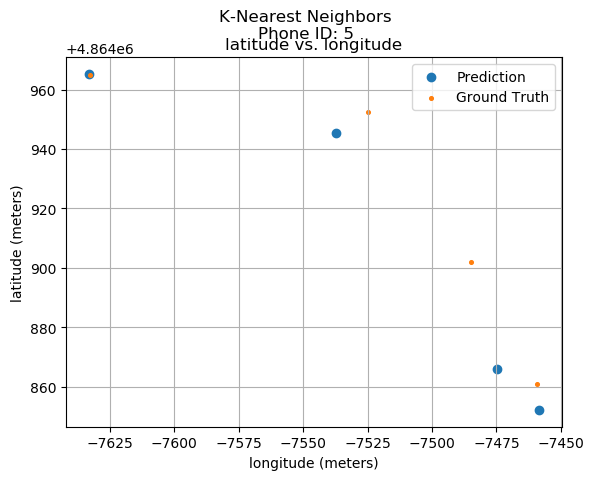 K-Nearest Neighbors
Phone ID: 5
latitude vs. longitude
+4.864e6
Prediction
Ground Truth
960
940
920
900
880
860
latitude (meters)
−7625 −7600 −7575 −7550 −7525 −7500 −7475 −7450
longitude (meters)